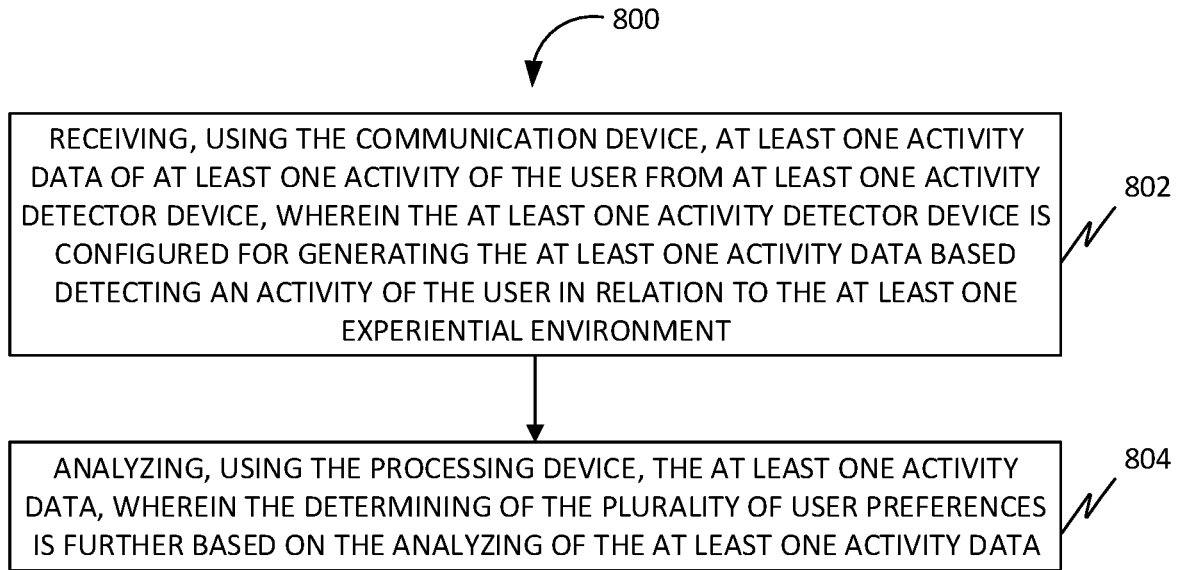 800
RECEIVING, USING THE COMMUNICATION DEVICE, AT LEAST ONE ACTIVITY
DATA OF AT LEAST ONE ACTIVITY OF THE USER FROM AT LEAST ONE ACTIVITY
DETECTOR DEVICE, WHEREIN THE AT LEAST ONE ACTIVITY DETECTOR DEVICE IS
CONFIGURED FOR GENERATING THE AT LEAST ONE ACTIVITY DATA BASED
DETECTING AN ACTIVITY OF THE USER IN RELATION TO THE AT LEAST ONE
EXPERIENTIAL ENVIRONMENT
802
ANALYZING, USING THE PROCESSING DEVICE, THE AT LEAST ONE ACTIVITY
DATA, WHEREIN THE DETERMINING OF THE PLURALITY OF USER PREFERENCES
IS FURTHER BASED ON THE ANALYZING OF THE AT LEAST ONE ACTIVITY DATA
804